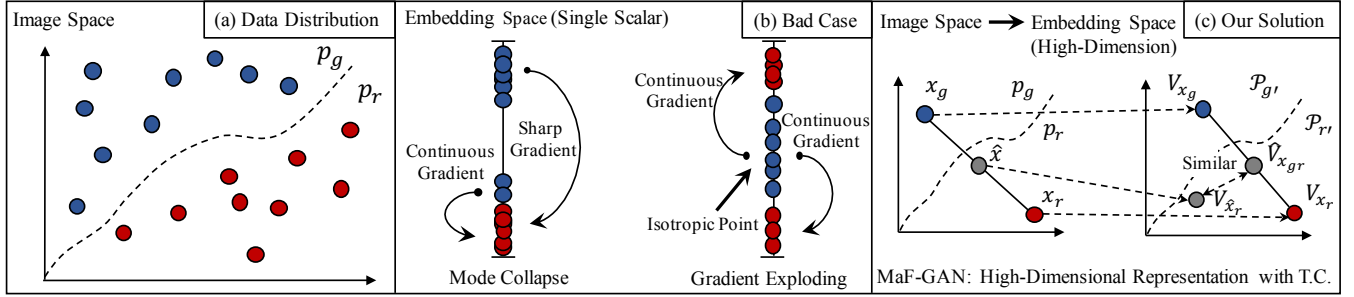 Image Space
(a) Data Distribution
p_g
p_r
Embedding Space (Single Scalar)
(b) Bad Case
Continuous
Gradient
Sharp
Gradient
Mode Collapse
Continuous
Gradient
Continuous
Gradient
Isotropic Point
Gradient Exploding
Image Space
Embedding Space
(High-Dimension)
(c) Our Solution
x_g
p_g
p_r
x̂
x_r
V_{x_g}
𝒫_{g'}
𝒫_{r'}
Similar
V̂_{x_{gr}}
V_{x̂_r}
V_{x_r}
MaF-GAN: High-Dimensional Representation with T.C.